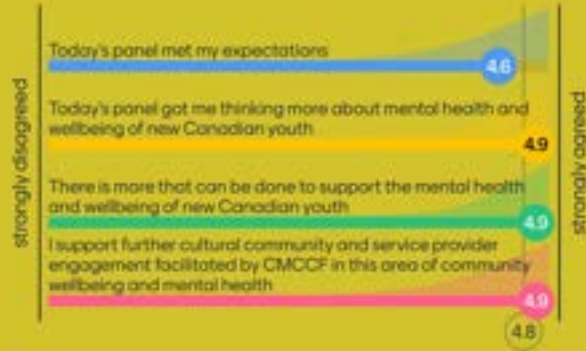 strongly disagreed
Today's panel met my expectations
4.6
Today's panel got me thinking more about mental health and
wellbeing of new Canadian youth
4.9
There is more that can be done to support the mental health
and wellbeing of new Canadian youth
4.9
I support further cultural community and service provider
engagement facilitated by CMCCF in this area of community
wellbeing and mental health
4.9
4.8
strongly agreed